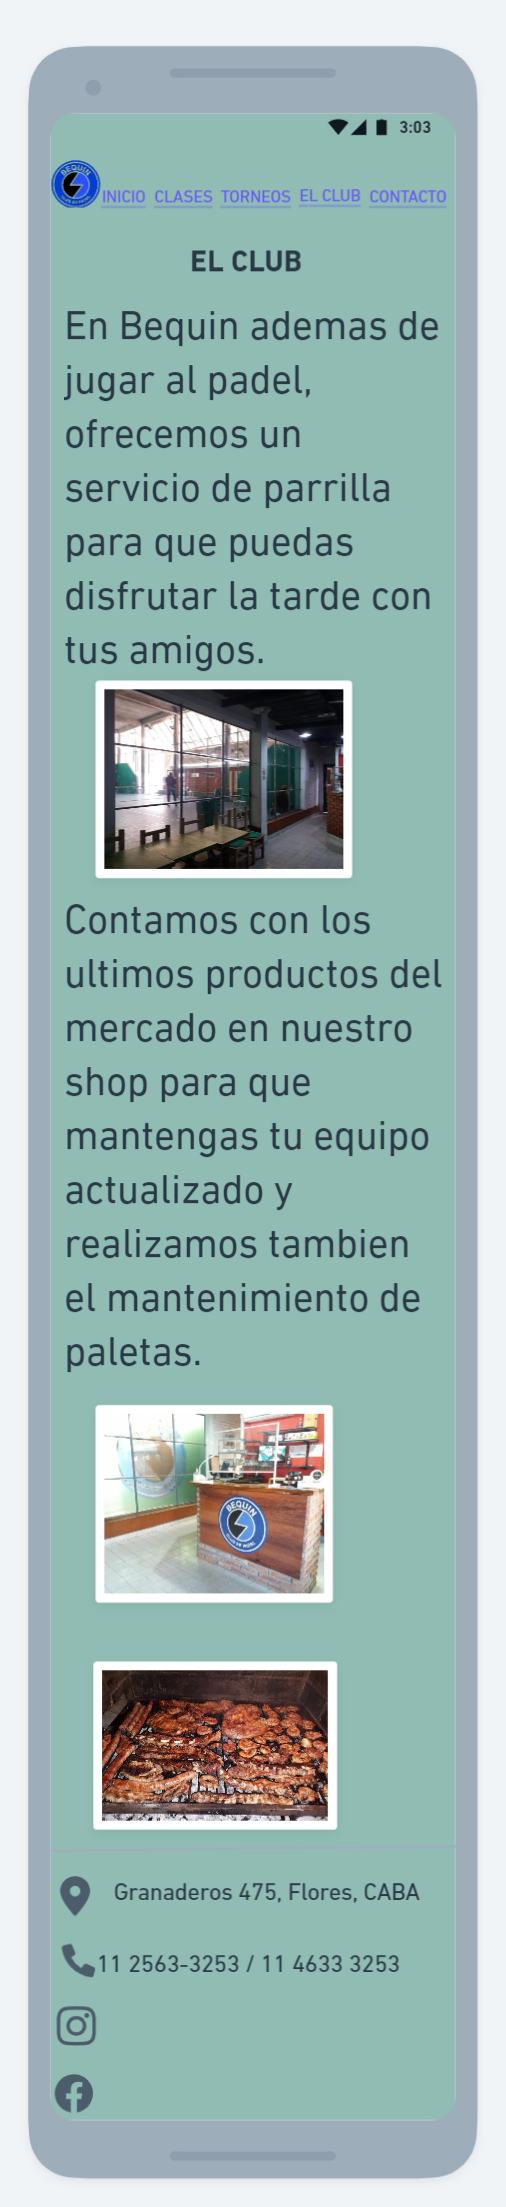 3:03
BEQUIN
INICIO CLASES TORNEOS EL CLUB CONTACTO
EL CLUB
En Bequin ademas de
jugar al padel,
ofrecemos un
servicio de parrilla
para que puedas
disfrutar la tarde con
tus amigos.
Contamos con los
ultimos productos del
mercado en nuestro
shop para que
mantengas tu equipo
actualizado y
realizamos tambien
el mantenimiento de
paletas.
BEQUIN
CLUB DE PADEL
Granaderos 475, Flores, CABA
11 2563-3253 / 11 4633 3253